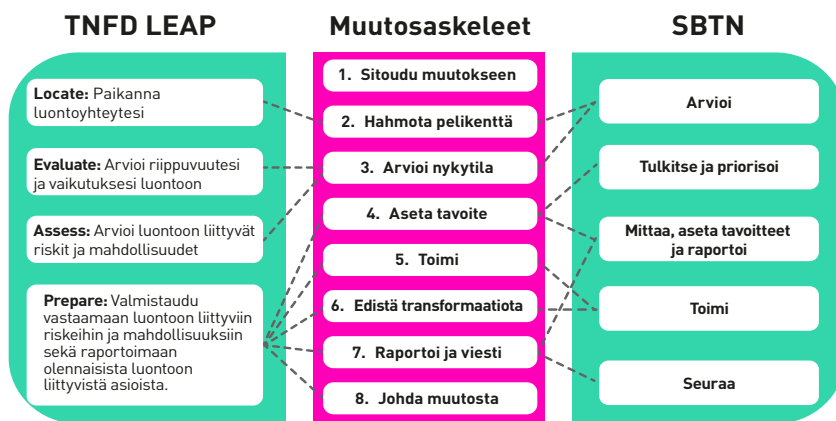 TNFD LEAP
Locate: Paikanna
luontoyhteytesi
Evaluate: Arvioi riippuvuutesi
ja vaikutuksesi luontoon
Assess: Arvioi luontoon liittyvät
riskit ja mahdollisuudet
Prepare: Valmistaudu
vastaamaan luontoon liittyviin
riskeihin ja mahdollisuuksiin
sekä raportoimaan
olennaisista luontoon
liittyvistä asioista.
Muutosaskeleet
1. Sitoudu muutokseen
2. Hahmota pelikenttä
3. Arvioi nykytila
4. Aseta tavoite
5. Toimi
6. Edistä transformaatiota
7. Raportoi ja viesti
8. Johda muutosta
SBTN
Arvioi
Tulkitse ja priorisoi
Mittaa, aseta tavoitteet
ja raportoi
Toimi
Seuraa